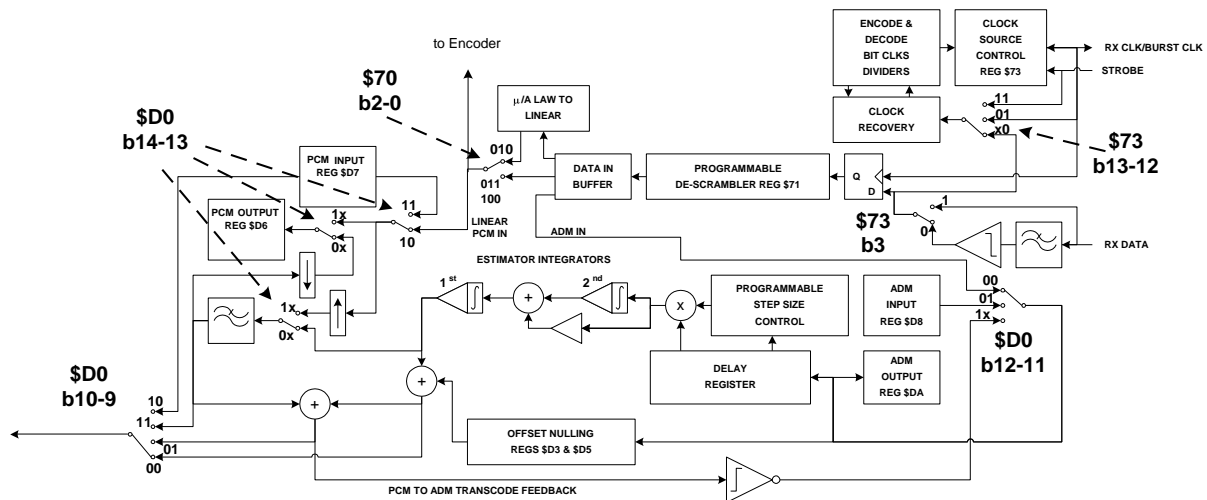 to Encoder
$70
b2-0
μ/A LAW TO
LINEAR
ENCODE &
DECODE
BIT CLKS
DIVIDERS
CLOCK
SOURCE
CONTROL
REG $73
RX CLK/BURST CLK
STROBE
CLOCK
RECOVERY
11
01
x0
$73
b13-12
$D0
b14-13
PCM INPUT
REG $D7
PCM OUTPUT
REG $D6
1x
0x
11
10
LINEAR
PCM IN
010
011
100
DATA IN
BUFFER
PROGRAMMABLE
DE-SCRAMBLER REG $71
Q
D
$73
b3
1
0
RX DATA
ADM IN
ESTIMATOR INTEGRATORS
1 st
2 nd
+
X
PROGRAMMABLE
STEP SIZE
CONTROL
ADM
INPUT
REG $D8
00
01
1x
$D0
b12-11
1x
0x
DELAY
REGISTER
ADM
OUTPUT
REG $DA
$D0
b10-9
10
11
01
00
+
+
OFFSET NULLING
REGS $D3 & $D5
PCM TO ADM TRANSCODE FEEDBACK